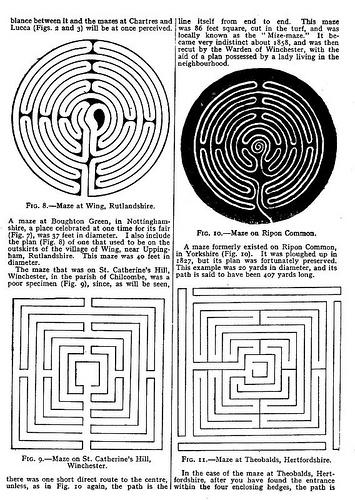 blance between it and the mazes at Chartres and
Lucca (Figs. 2 and 3) will be at once perceived.
FIG. 8.—Maze at Wing, Rutlandshire.
A maze at Boughton Green, in Nottingham-
shire, a place celebrated at one time for its fair
(Fig. 7), was 37 feet in diameter. I also include
the plan (Fig. 8) of one that used to be on the
outskirts of the village of Wing, near Upping-
ham, Rutlandshire. This maze was 40 feet in
diameter.
The maze that was on St. Catherine's Hill,
Winchester, in the parish of Chilcombe, was a
poor specimen (Fig. 9), since, as will be seen,
FIG. 9.—Maze on St. Catherine's Hill,
Winchester.
there was one short direct route to the centre,
unless, as in Fig. 10 again, the path is the
line itself from end to end. This maze
was 86 feet square, cut in the turf, and was
locally known as the "Mize-maze." It be-
came very indistinct about 1858, and was then
recut by the Warden of Winchester, with the
aid of a plan possessed by a lady living in the
neighbourhood.
FIG. 10.—Maze on Ripon Common.
A maze formerly existed on Ripon Common,
in Yorkshire (Fig. 10). It was ploughed up in
1827, but its plan was fortunately preserved.
This example was 20 yards in diameter, and its
path is said to have been 407 yards long.
FIG. 11.—Maze at Theobalds, Hertfordshire.
In the case of the maze at Theobalds, Hert-
fordshire, after you have found the entrance
within the four enclosing hedges, the path is